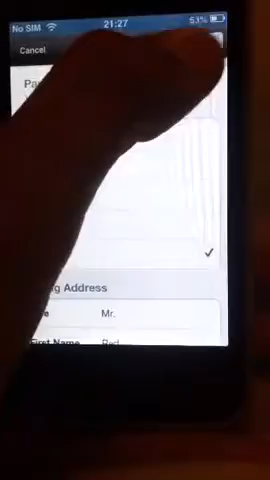 No SIM 21:27 53%
Cancel
Pa
g Address
e Mr.
First Name Red